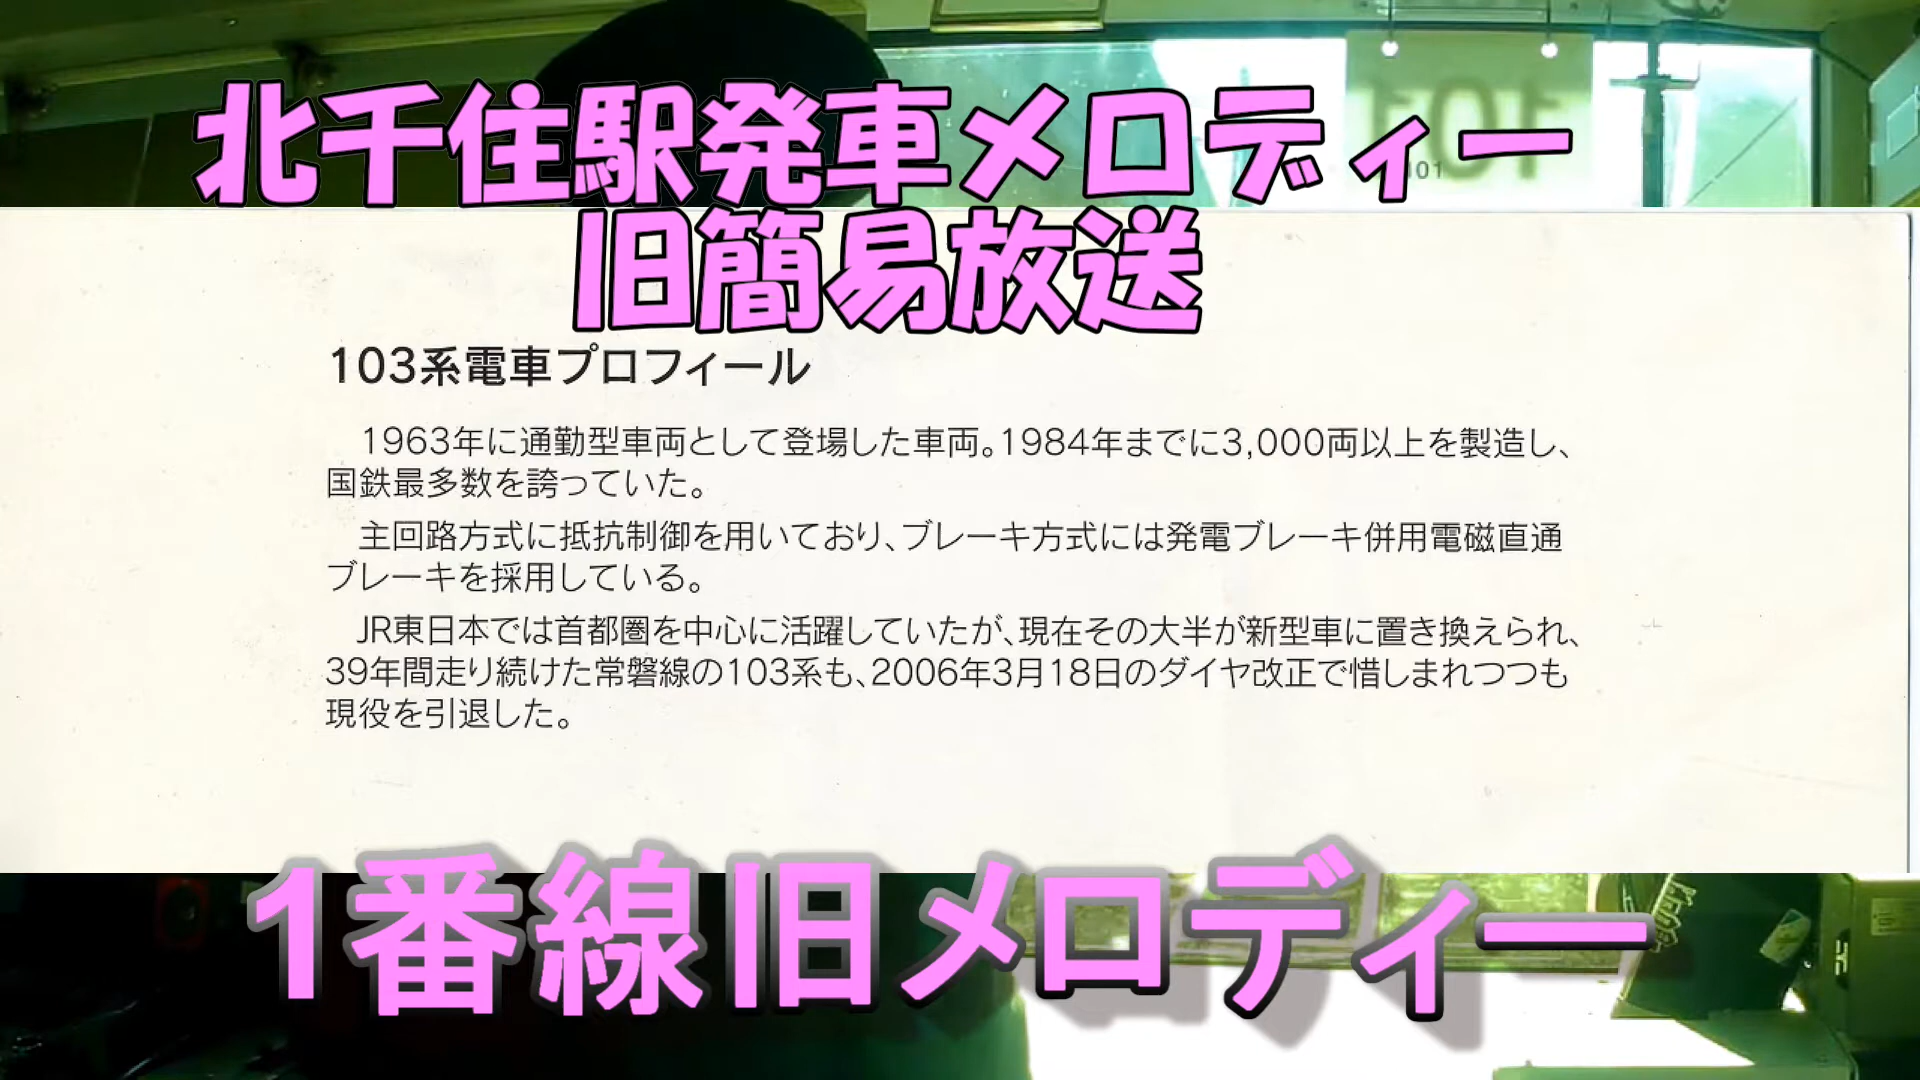 北千住駅発車メロディー
旧簡易放送
103系電車プロフィール
1963年に通勤型車両として登場した車両。1984年までに3,000両以上を製造し、
国鉄最多数を誇っていた。
主回路方式に抵抗制御を用いており、ブレーキ方式には発電ブレーキ併用電磁直通
ブレーキを採用している。
JR東日本では首都圏を中心に活躍していたが、現在その大半が新型車に置き換えられ、
39年間走り続けた常磐線の103系も、2006年3月18日のダイヤ改正で惜しまれつつも
現役を引退した。
1番線旧メロディー